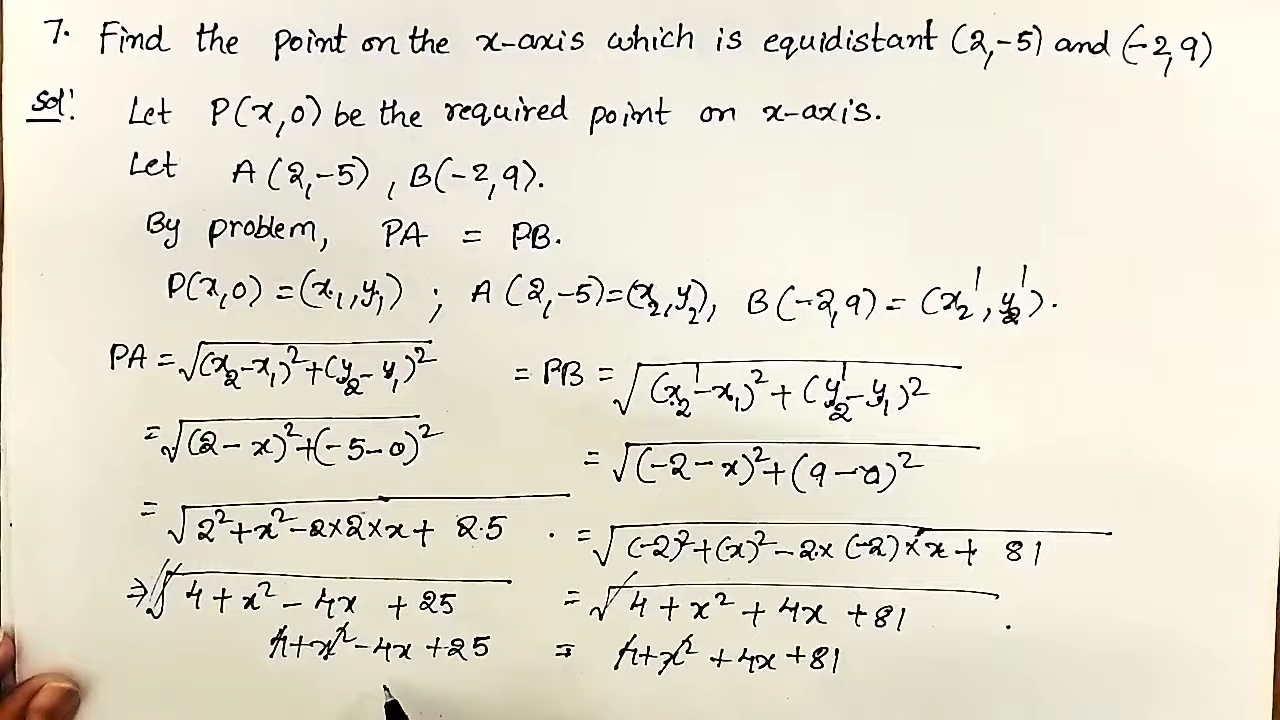 7. Find the point on the x-axis which is equidistant (2,-5) and (-2,9)
Sol: Let P(x,0) be the required point on x-axis.
Let A(2,-5), B(-2,9).
By problem, PA = PB.
P(x,0) = (x₁,y₁) ; A(2,-5)=(x₂,y₂), B(-2,9) = (x₂',y₂').
PA = √(x₂-x₁)²+(y₂-y₁)² = PB = √(x₂'-x₁)²+(y₂'-y₁)²
= √(2-x)²+(-5-0)² = √(-2-x)²+(9-0)²
= √2²+x²-2×2×x+ 25 . = √(-2)²+(x)²-2×(-2)×x+ 81
⇒ √4+x²-4x+25 = √4+x²+4x+81 .
4+x²-4x+25 = 4+x²+4x+81